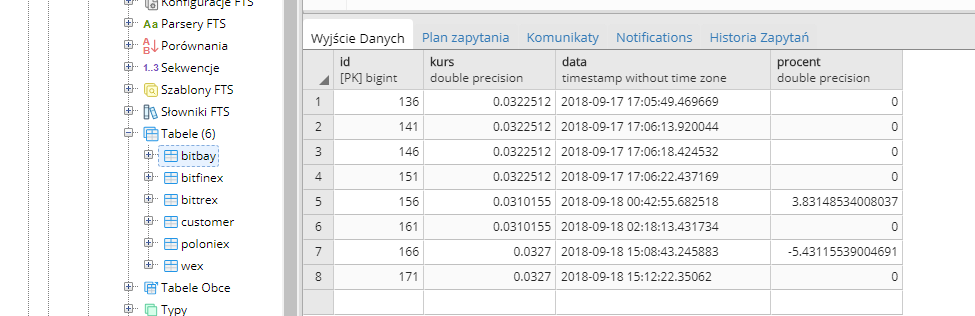 Konfiguracje FTS
Aa Parsery FTS
Porównania
1..3 Sekwencje
Szablony FTS
Słowniki FTS
Tabele (6)
bitbay
bitfinex
bittrex
customer
poloniex
wex
Tabele Obce
Typy
Wyjście Danych Plan zapytania Komunikaty Notifications Historia Zapytań
id kurs data procent
[PK] bigint double precision timestamp without time zone double precision
1 136 0.0322512 2018-09-17 17:05:49.469669 0
2 141 0.0322512 2018-09-17 17:06:13.920044 0
3 146 0.0322512 2018-09-17 17:06:18.424532 0
4 151 0.0322512 2018-09-17 17:06:22.437169 0
5 156 0.0310155 2018-09-18 00:42:55.682518 3.83148534008037
6 161 0.0310155 2018-09-18 02:18:13.431734 0
7 166 0.0327 2018-09-18 15:08:43.245883 -5.43115539004691
8 171 0.0327 2018-09-18 15:12:22.35062 0